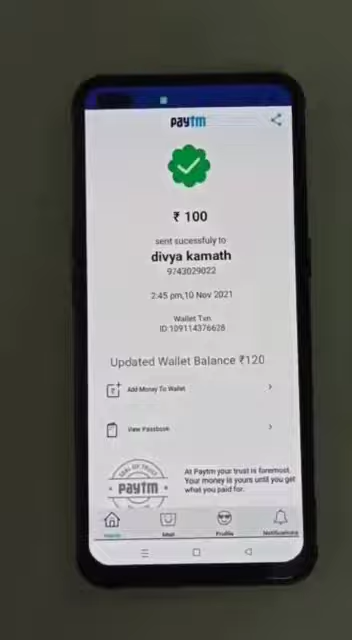 paytm
₹ 100
sent sucessfuly to
divya kamath
9743029022
2:45 pm,10 Nov 2021
Wallet Txn
ID:109114376628
Updated Wallet Balance ₹120
Add Money To Wallet
View Passbook
SEAL OF TRUST
paytm
At Paytm your trust is foremost.
Your money is yours until you get
what you paid for.
Home
Mall
Profile
Notifications